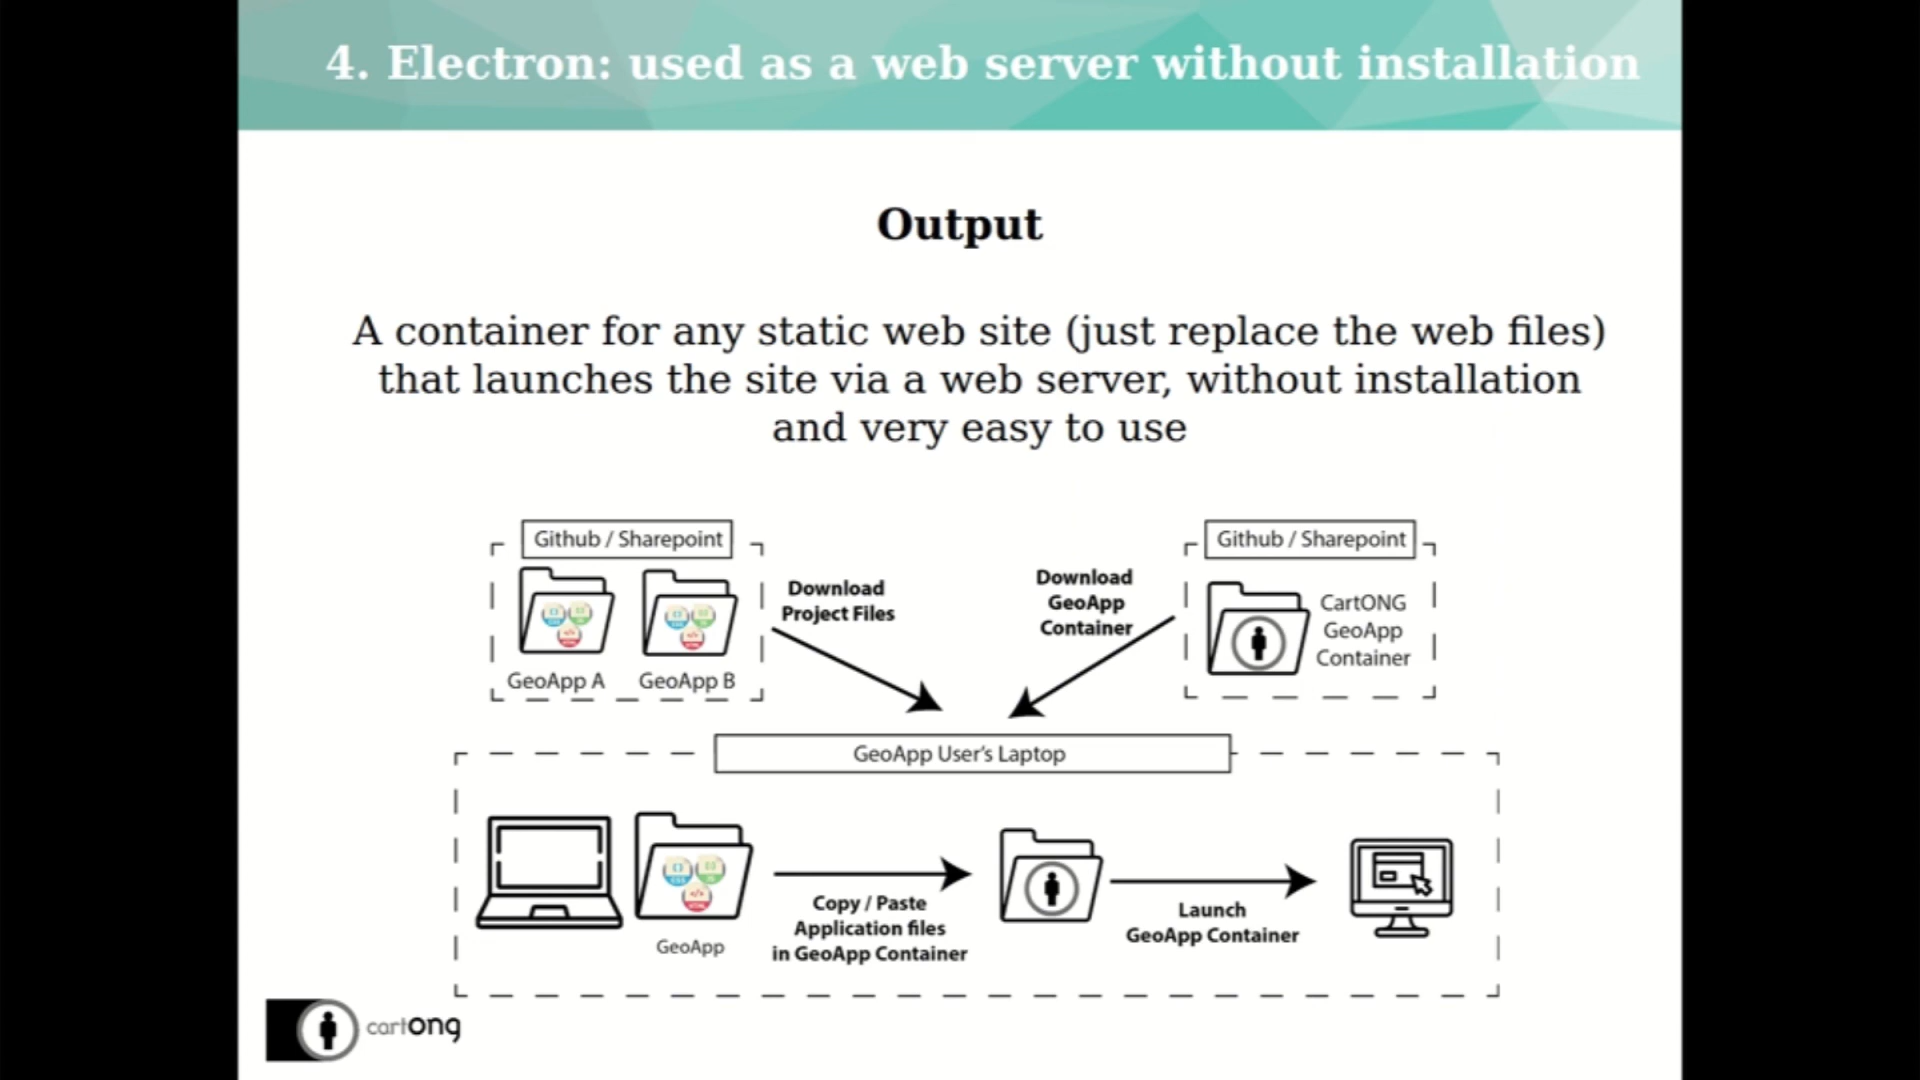 4. Electron: used as a web server without installation
Output
A container for any static web site (just replace the web files)
that launches the site via a web server, without installation
and very easy to use
Github / Sharepoint
GeoApp A
GeoApp B
Download
Project Files
Download
GeoApp
Container
Github / Sharepoint
CartONG
GeoApp
Container
GeoApp User's Laptop
GeoApp
Copy / Paste
Application files
in GeoApp Container
Launch
GeoApp Container
cartong